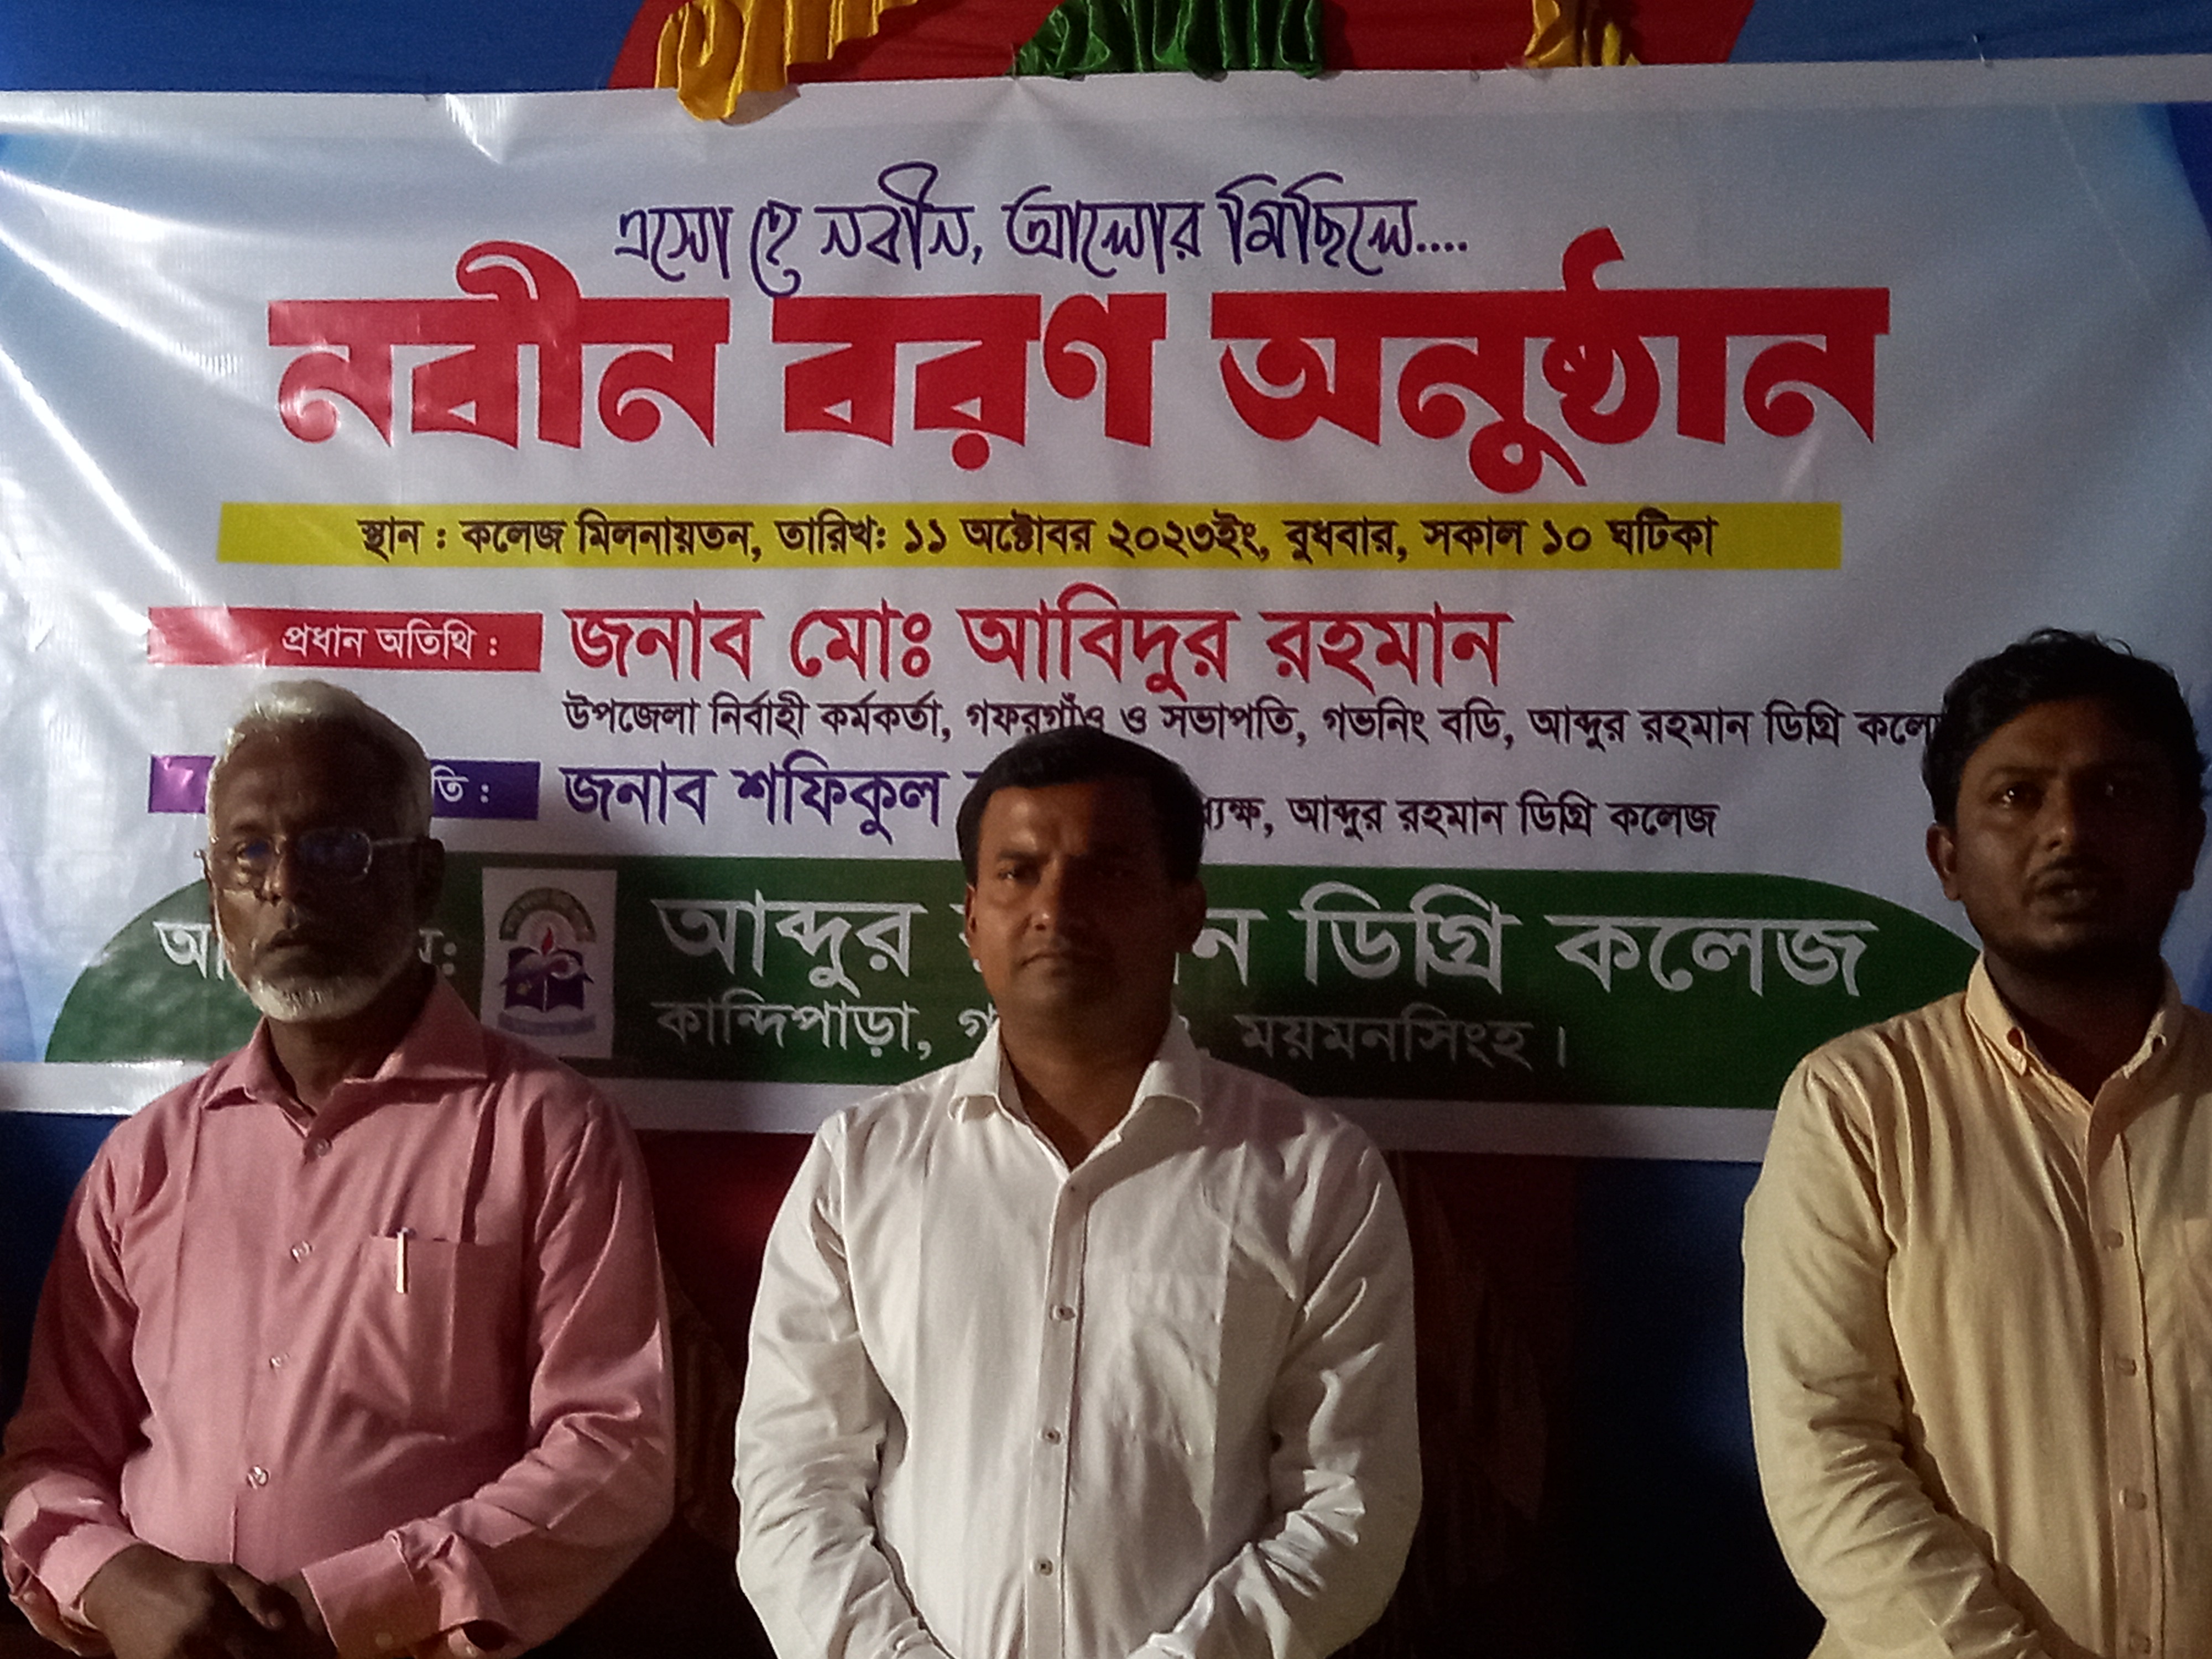 এসো হে নবীন, আলোর মিছিলে....
নবীন বরণ অনুষ্ঠান
স্থান : কলেজ মিলনায়তন, তারিখ: ১১ অক্টোবর ২০২৩ইং, বুধবার, সকাল ১০ ঘটিকা
প্রধান অতিথি : জনাব মোঃ আবিদুর রহমান
উপজেলা নির্বাহী কর্মকর্তা, গফরগাঁও ও সভাপতি, গভনিং বডি, আব্দুর রহমান ডিগ্রি
তি : জনাব শফিকুল
আব্দুর রহমান ডিগ্রি কলেজ
আব্দুর ন ডিগ্রি কলেজ
কান্দিপাড়া, ময়মনসিংহ।